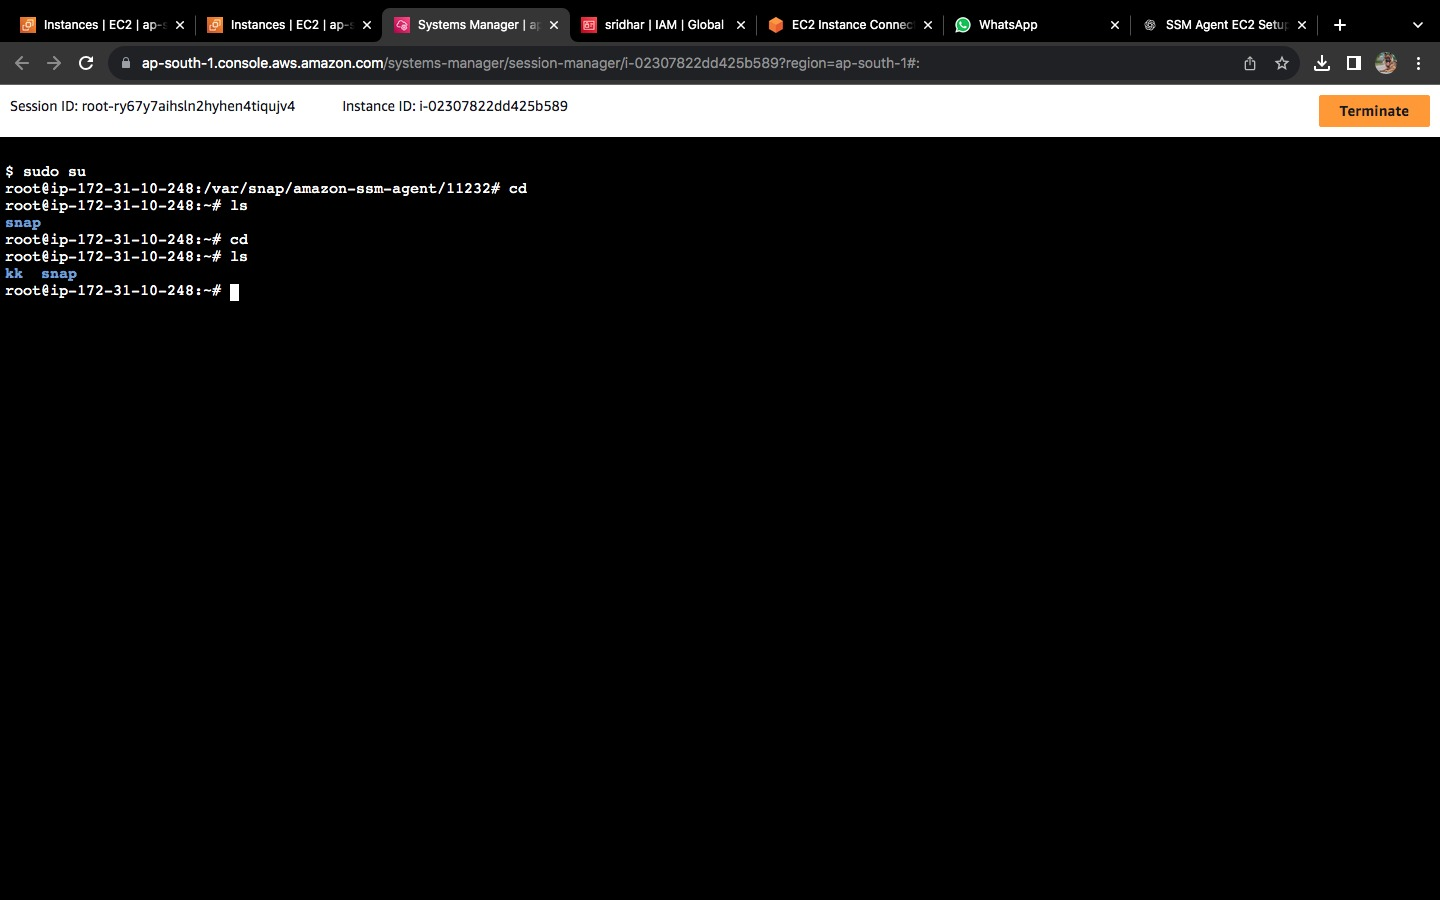 Instances | EC2 | ap-s
Instances | EC2 | ap-s
Systems Manager | ap
sridhar | IAM | Global
EC2 Instance Connec
WhatsApp
SSM Agent EC2 Setu
ap-south-1.console.aws.amazon.com/systems-manager/session-manager/i-02307822dd425b589?region=ap-south-1#:
Session ID: root-ry67y7aihsln2hyhen4tiqujv4 Instance ID: i-02307822dd425b589
Terminate
$ sudo su
root@ip-172-31-10-248:/var/snap/amazon-ssm-agent/11232# cd
root@ip-172-31-10-248:~# ls
snap
root@ip-172-31-10-248:~# cd
root@ip-172-31-10-248:~# ls
kk snap
root@ip-172-31-10-248:~#